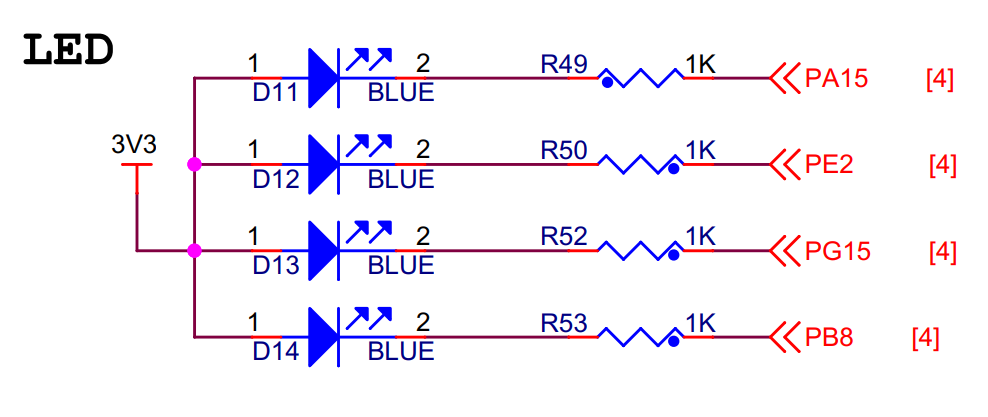 LED
1 2 R49 1K PA15 [4]
D11 BLUE
3V3
1 2 R50 1K PE2 [4]
D12 BLUE
1 2 R52 1K PG15 [4]
D13 BLUE
1 2 R53 1K PB8 [4]
D14 BLUE